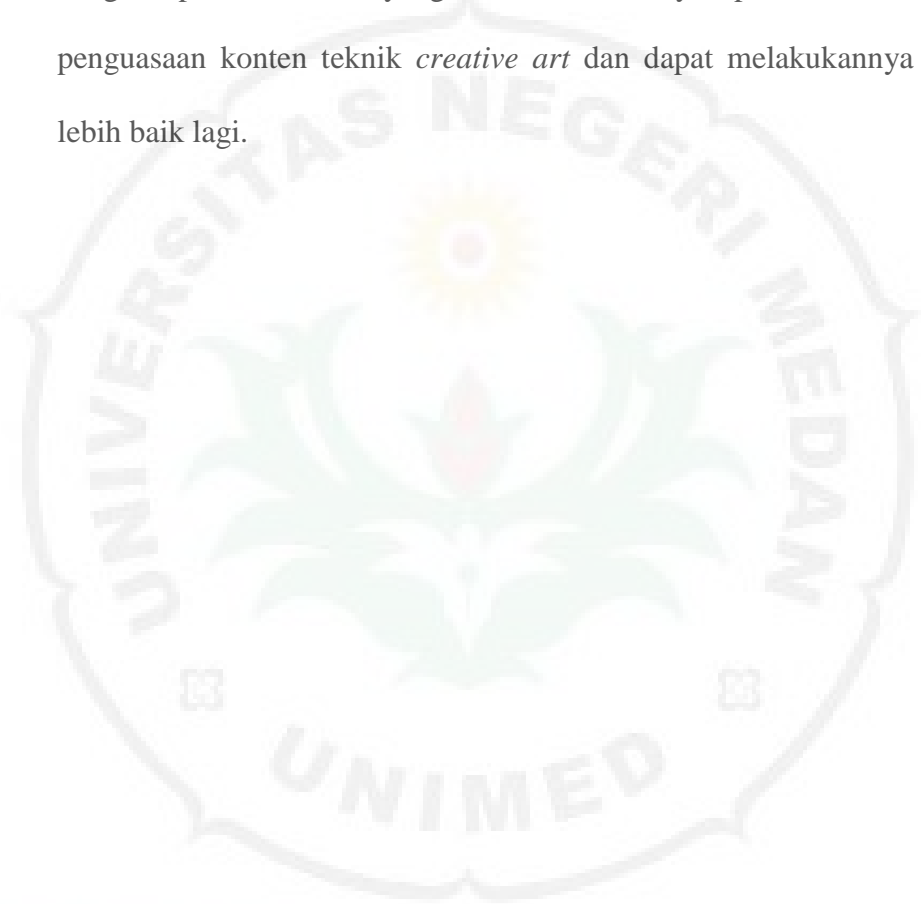 penguasaan konten teknik creative art dan dapat melakukannya
lebih baik lagi.
UNIVERSITAS NEGERI MEDAN
UNIMED